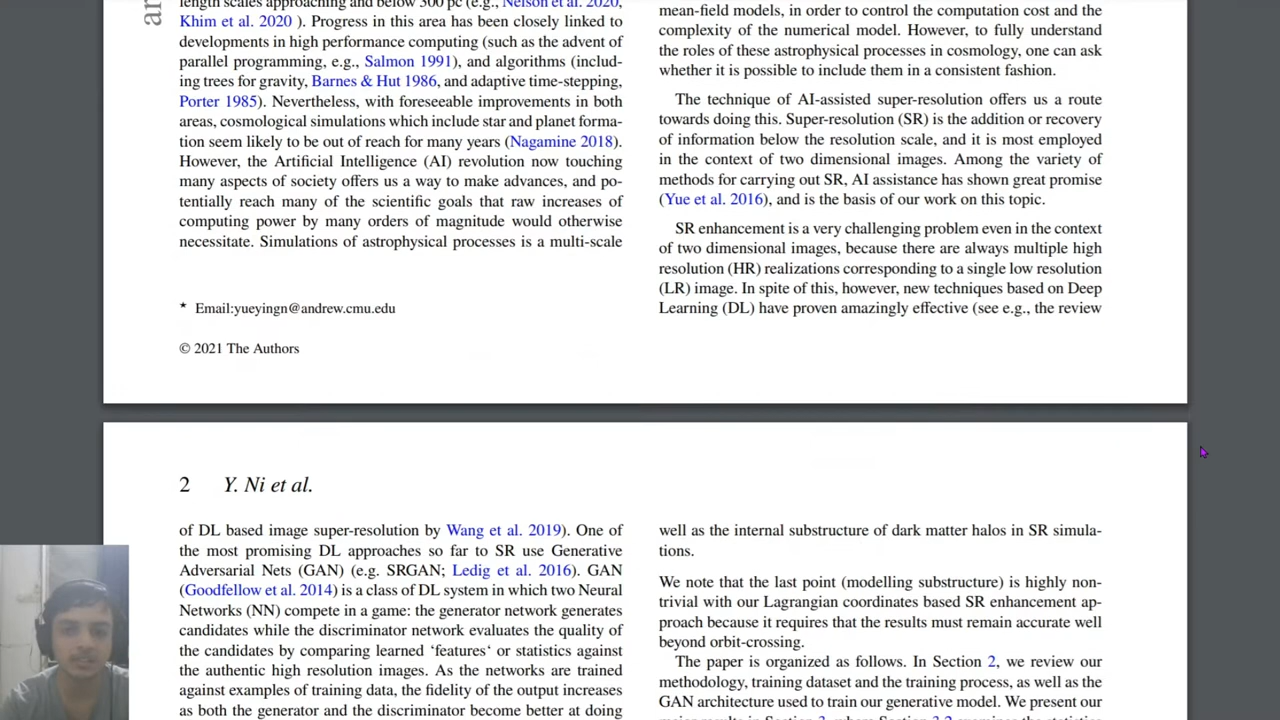 ar
length scales approaching and below 300 pc (e.g., Nelson et al. 2020,
Khim et al. 2020 ). Progress in this area has been closely linked to
developments in high performance computing (such as the advent of
parallel programming, e.g., Salmon 1991), and algorithms (includ-
ing trees for gravity, Barnes & Hut 1986, and adaptive time-stepping,
Porter 1985). Nevertheless, with foreseeable improvements in both
areas, cosmological simulations which include star and planet forma-
tion seem likely to be out of reach for many years (Nagamine 2018).
However, the Artificial Intelligence (AI) revolution now touching
many aspects of society offers us a way to make advances, and po-
tentially reach many of the scientific goals that raw increases of
computing power by many orders of magnitude would otherwise
necessitate. Simulations of astrophysical processes is a multi-scale
★ Email:yueyingn@andrew.cmu.edu
© 2021 The Authors
mean-field models, in order to control the computation cost and the
complexity of the numerical model. However, to fully understand
the roles of these astrophysical processes in cosmology, one can ask
whether it is possible to include them in a consistent fashion.
The technique of AI-assisted super-resolution offers us a route
towards doing this. Super-resolution (SR) is the addition or recovery
of information below the resolution scale, and it is most employed
in the context of two dimensional images. Among the variety of
methods for carrying out SR, AI assistance has shown great promise
(Yue et al. 2016), and is the basis of our work on this topic.
SR enhancement is a very challenging problem even in the context
of two dimensional images, because there are always multiple high
resolution (HR) realizations corresponding to a single low resolution
(LR) image. In spite of this, however, new techniques based on Deep
Learning (DL) have proven amazingly effective (see e.g., the review
2 Y. Ni et al.
of DL based image super-resolution by Wang et al. 2019). One of
the most promising DL approaches so far to SR use Generative
Adversarial Nets (GAN) (e.g. SRGAN; Ledig et al. 2016). GAN
(Goodfellow et al. 2014) is a class of DL system in which two Neural
Networks (NN) compete in a game: the generator network generates
candidates while the discriminator network evaluates the quality of
the candidates by comparing learned ‘features‘ or statistics against
the authentic high resolution images. As the networks are trained
against examples of training data, the fidelity of the output increases
as both the generator and the discriminator become better at doing
well as the internal substructure of dark matter halos in SR simula-
tions.
We note that the last point (modelling substructure) is highly non-
trivial with our Lagrangian coordinates based SR enhancement ap-
proach because it requires that the results must remain accurate well
beyond orbit-crossing.
The paper is organized as follows. In Section 2, we review our
methodology, training dataset and the training process, as well as the
GAN architecture used to train our generative model. We present our
major results in Section 3, where Section 3.2 examines the statistics